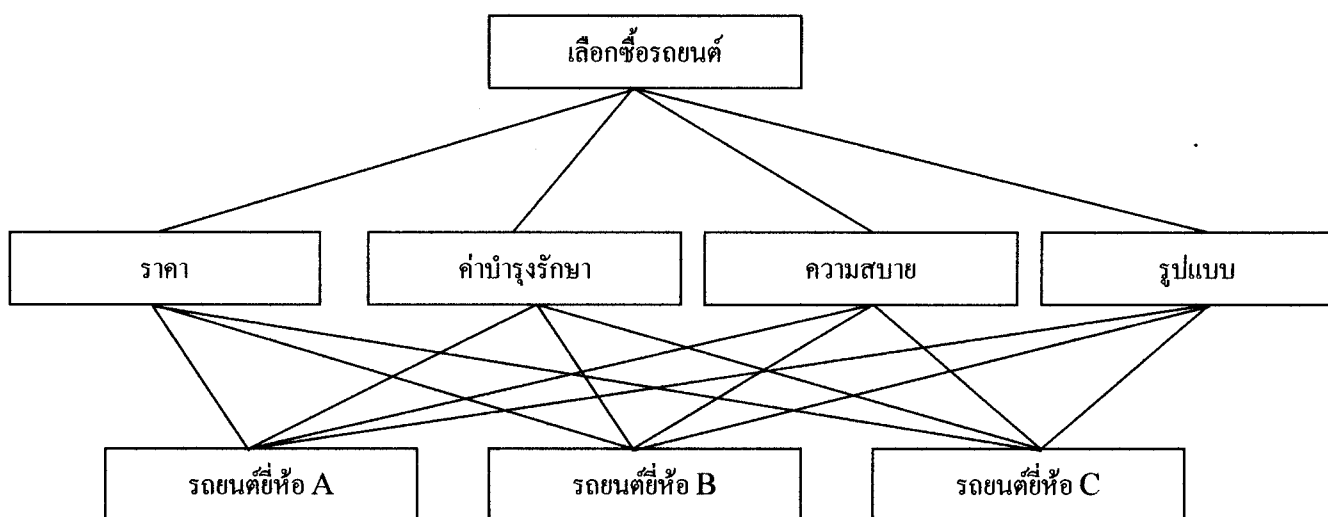 เลือกซื้อรถยนต์
ราคา
ค่าบำรุงรักษา
ความสบาย
รูปแบบ
รถยนต์ยี่ห้อ A
รถยนต์ยี่ห้อ B
รถยนต์ยี่ห้อ C